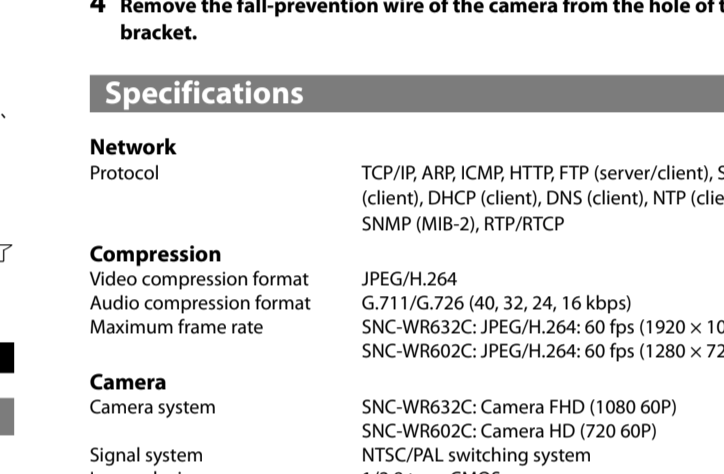 4 Remove the fall-prevention wire of the camera from the hole of
bracket.
Specifications
Network
Protocol TCP/IP, ARP, ICMP, HTTP, FTP (server/client),
(client), DHCP (client), DNS (client), NTP
SNMP (MIB-2), RTP/RTCP
Compression
Video compression format JPEG/H.264
Audio compression format G.711/G.726 (40, 32, 24, 16 kbps)
Maximum frame rate SNC-WR632C: JPEG/H.264: 60 fps (1920 ×
SNC-WR602C: JPEG/H.264: 60 fps (1280 ×
Camera
Camera system SNC-WR632C: Camera FHD (1080 60P)
SNC-WR602C: Camera HD (720 60P)
Signal system NTSC/PAL switching system